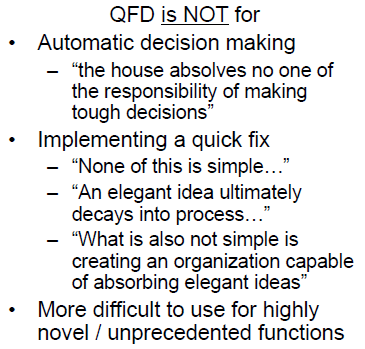 QFD is NOT for
• Automatic decision making
– “the house absolves no one of
the responsibility of making
tough decisions”
• Implementing a quick fix
– “None of this is simple…”
– “An elegant idea ultimately
decays into process…”
– “What is also not simple is
creating an organization capable
of absorbing elegant ideas”
• More difficult to use for highly
novel / unprecedented functions